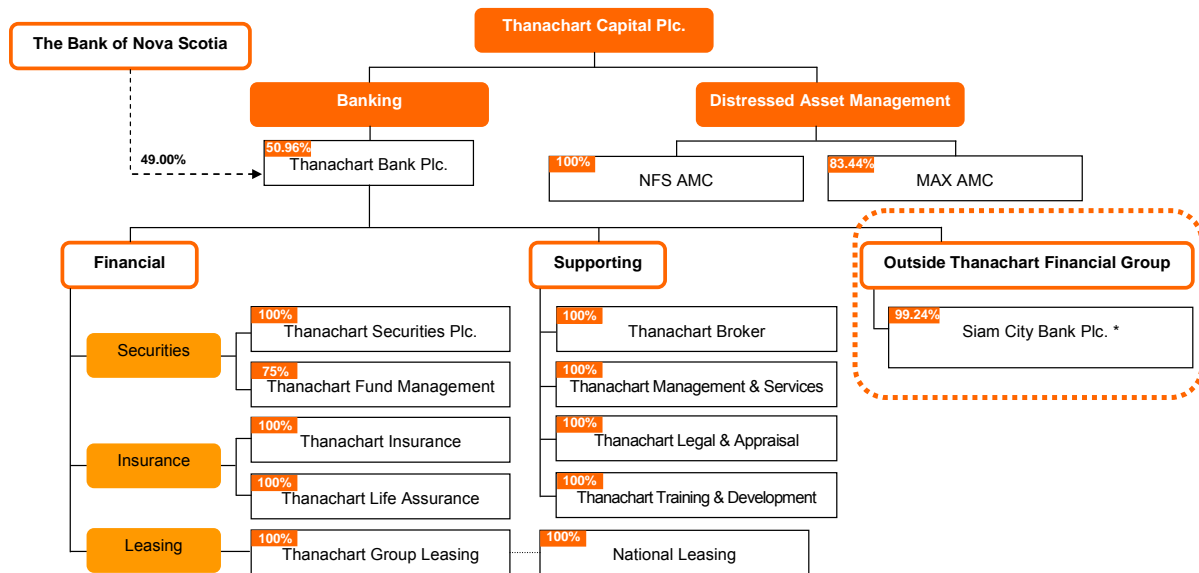 Thanachart Capital Plc.
The Bank of Nova Scotia
Banking
Distressed Asset Management
49.00%
50.96%
Thanachart Bank Plc.
100%
NFS AMC
83.44%
MAX AMC
Financial
Supporting
Outside Thanachart Financial Group
Securities
100%
Thanachart Securities Plc.
75%
Thanachart Fund Management
Insurance
100%
Thanachart Insurance
100%
Thanachart Life Assurance
Leasing
100%
Thanachart Group Leasing
100%
National Leasing
100%
Thanachart Broker
100%
Thanachart Management & Services
100%
Thanachart Legal & Appraisal
100%
Thanachart Training & Development
99.24%
Siam City Bank Plc. *